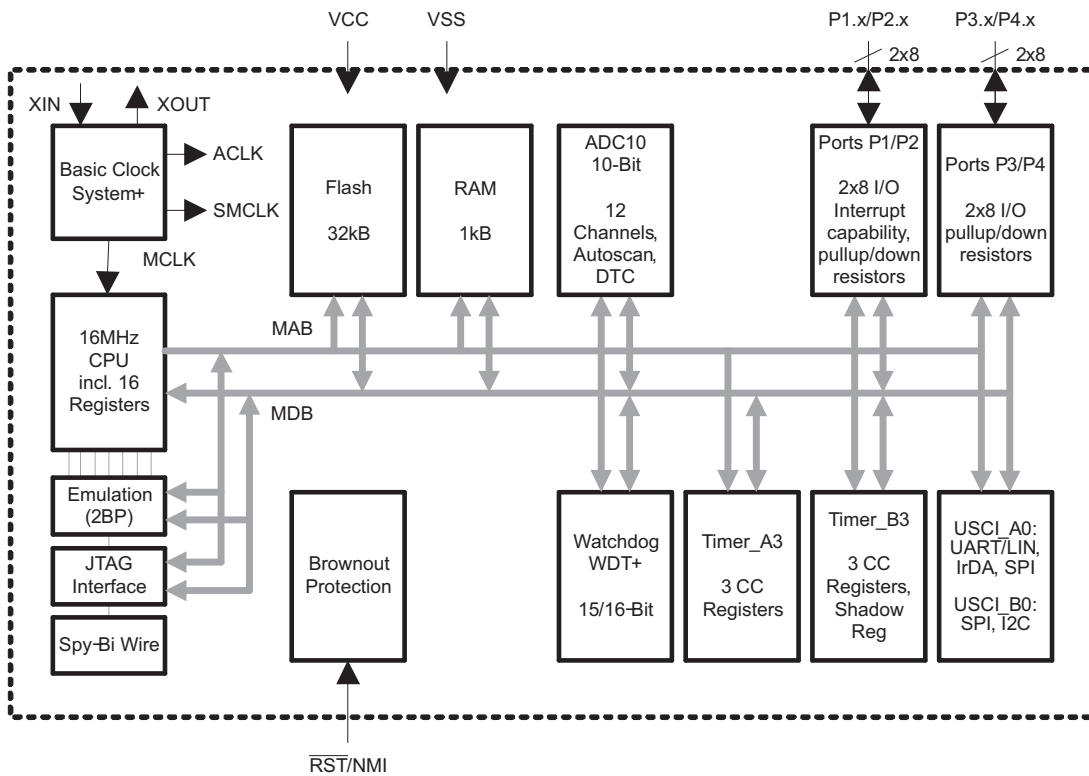 VCC
VSS
P1.x/P2.x
P3.x/P4.x
2x8
2x8
XIN
XOUT
Basic Clock
System+
ACLK
SMCLK
MCLK
Flash
32kB
RAM
1kB
ADC10
10-Bit
12
Channels,
Autoscan,
DTC
Ports P1/P2
2x8 I/O
Interrupt
capability,
pullup/down
resistors
Ports P3/P4
2x8 I/O
pullup/down
resistors
16MHz
CPU
incl. 16
Registers
MAB
MDB
Emulation
(2BP)
JTAG
Interface
Spy-Bi Wire
Brownout
Protection
Watchdog
WDT+
15/16-Bit
Timer_A3
3 CC
Registers
Timer_B3
3 CC
Registers,
Shadow
Reg
USCI_A0:
UART/LIN,
IrDA, SPI
USCI_B0:
SPI, I2C
RST/NMI